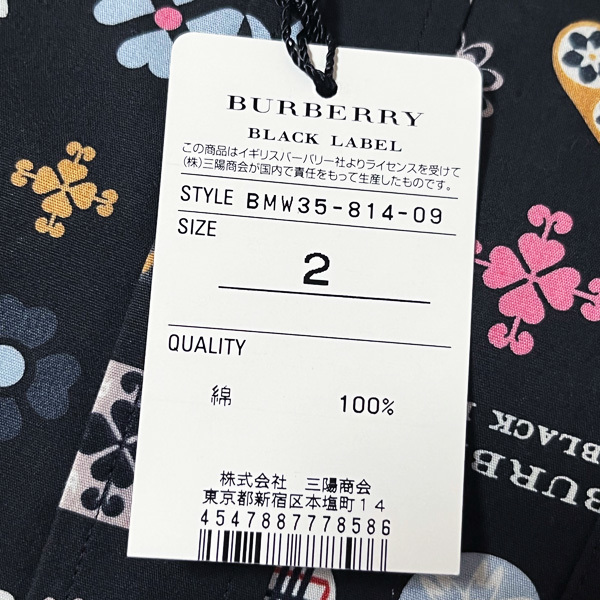 BURBERRY
BLACK LABEL
この商品はイギリスバーバリー社よりライセンスを受けて
(株)三陽商会が国内で責任をもって生産したものです。
STYLE BMW35-814-09
SIZE
2
QUALITY
綿 100%
株式会社 三陽商会
東京都新宿区本塩町14
4547887778586
BLACK
BURB